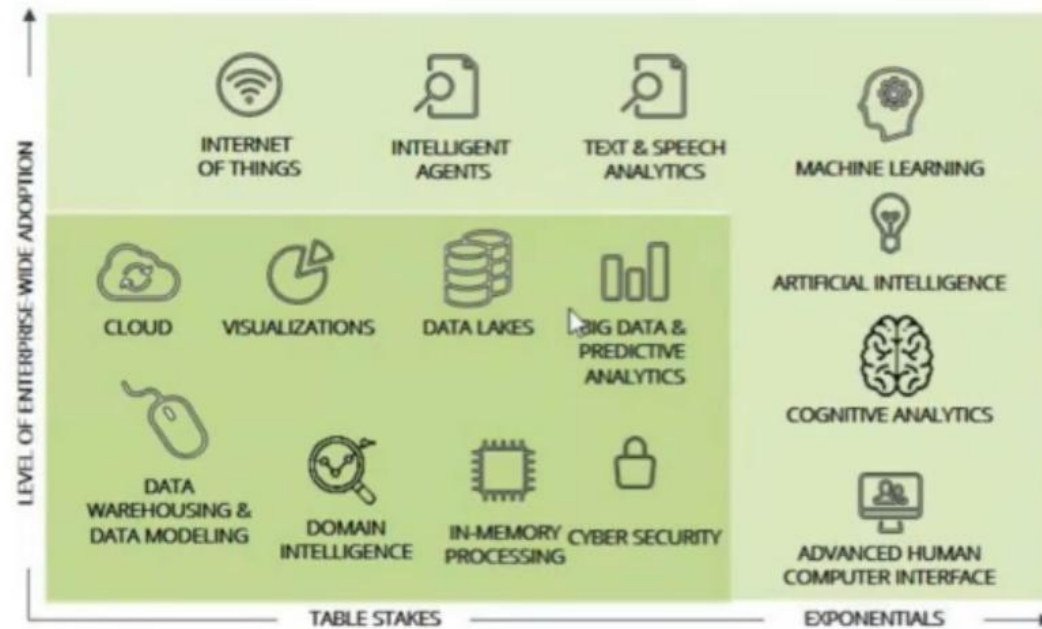 LEVEL OF ENTERPRISE-WIDE ADOPTION
INTERNET
OF THINGS
INTELLIGENT
AGENTS
TEXT & SPEECH
ANALYTICS
MACHINE LEARNING
ARTIFICIAL INTELLIGENCE
CLOUD
VISUALIZATIONS
DATA LAKES
BIG DATA &
PREDICTIVE
ANALYTICS
COGNITIVE ANALYTICS
DATA
WAREHOUSING &
DATA MODELING
DOMAIN
INTELLIGENCE
IN-MEMORY
PROCESSING
CYBER SECURITY
ADVANCED HUMAN
COMPUTER INTERFACE
TABLE STAKES
EXPONENTIALS